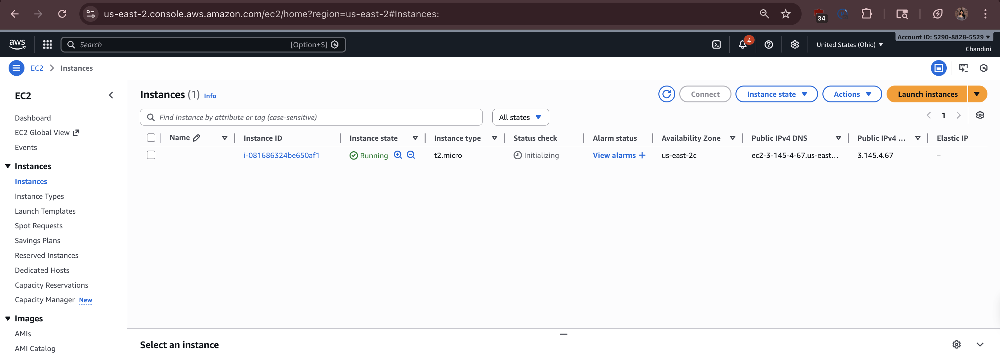 us-east-2.console.aws.amazon.com/ec2/home?region=us-east-2#Instances:
34
aws
Search
[Option+S]
4
United States (Ohio)
Account ID: 5290-8828-5529
Chandini
EC2
Instances
EC2
Dashboard
EC2 Global View
Events
Instances
Instances
Instance Types
Launch Templates
Spot Requests
Savings Plans
Reserved Instances
Dedicated Hosts
Capacity Reservations
Capacity Manager New
Images
AMIs
AMI Catalog
Instances (1) Info
Connect
Instance state
Actions
Launch instances
Find Instance by attribute or tag (case-sensitive)
All states
1
Name Instance ID Instance state Instance type Status check Alarm status Availability Zone Public IPv4 DNS Public IPv4 ... Elastic IP
i-081686324be650af1 Running t2.micro Initializing View alarms + us-east-2c ec2-3-145-4-67.us-east... 3.145.4.67 –
Select an instance